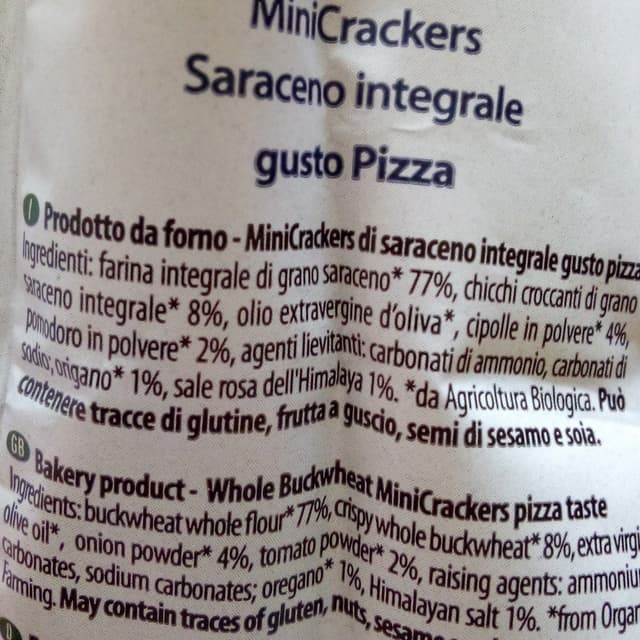 MiniCrackers
Saraceno integrale
gusto Pizza
I Prodotto da forno - MiniCrackers di saraceno integrale gusto pizza
Ingredienti: farina integrale di grano saraceno* 77%, chicchi croccanti di grano
saraceno integrale* 8%, olio extravergine d'oliva*, cipolle in polvere* 4%,
pomodoro in polvere* 2%, agenti lievitanti: carbonati di ammonio, carbonati di
sodio; origano* 1%, sale rosa dell'Himalaya 1%. *da Agricoltura Biologica. Può
contenere tracce di glutine, frutta a guscio, semi di sesamo e soia.
GB Bakery product - Whole Buckwheat MiniCrackers pizza taste
Ingredients: buckwheat whole flour* 77%, crispy whole buckwheat* 8%, extra virgi
olive oil*, onion powder* 4%, tomato powder* 2%, raising agents: ammoniu
carbonates, sodium carbonates; oregano* 1%, Himalayan salt 1%. *from Organ
Farming. May contain traces of gluten, nuts, sesame
D